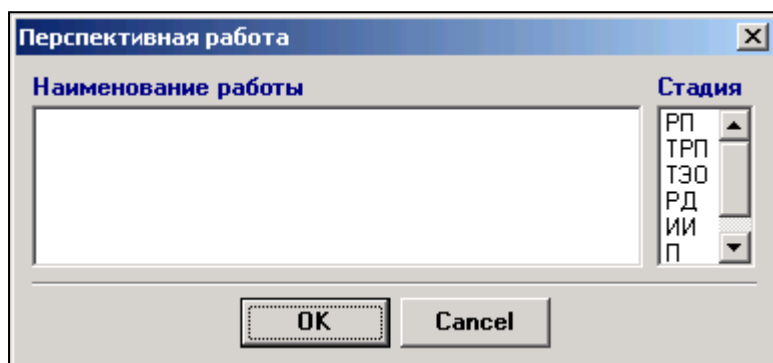 Перспективная работа
Наименование работы
Стадия
РП
ТРП
ТЭО
РД
ИИ
П
OK
Cancel